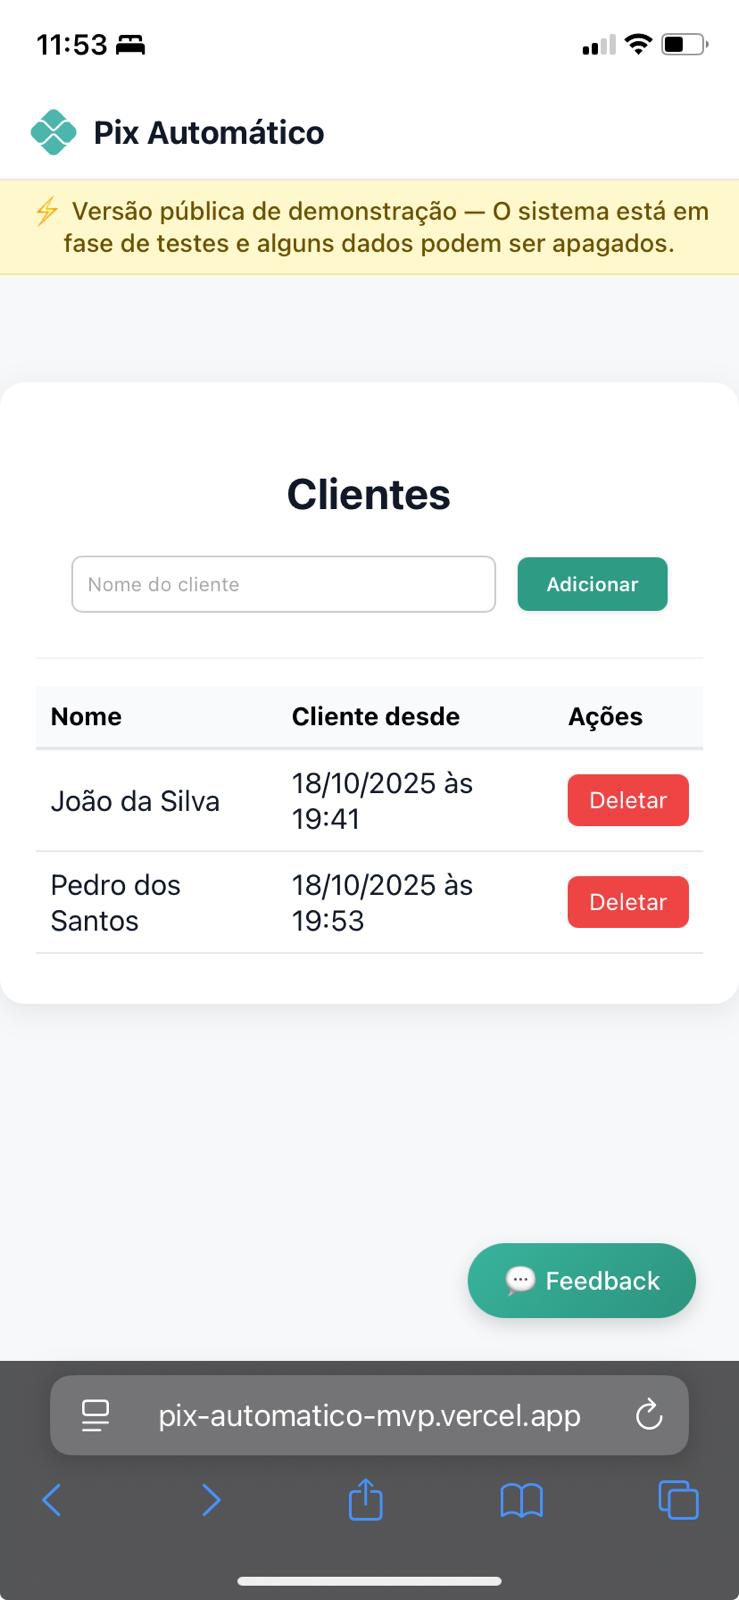 11:53
Pix Automático
⚡ Versão pública de demonstração — O sistema está em
fase de testes e alguns dados podem ser apagados.
Clientes
Nome do cliente Adicionar
Nome Cliente desde Ações
João da Silva 18/10/2025 às 19:41 Deletar
Pedro dos Santos 18/10/2025 às 19:53 Deletar
💬 Feedback
pix-automatico-mvp.vercel.app